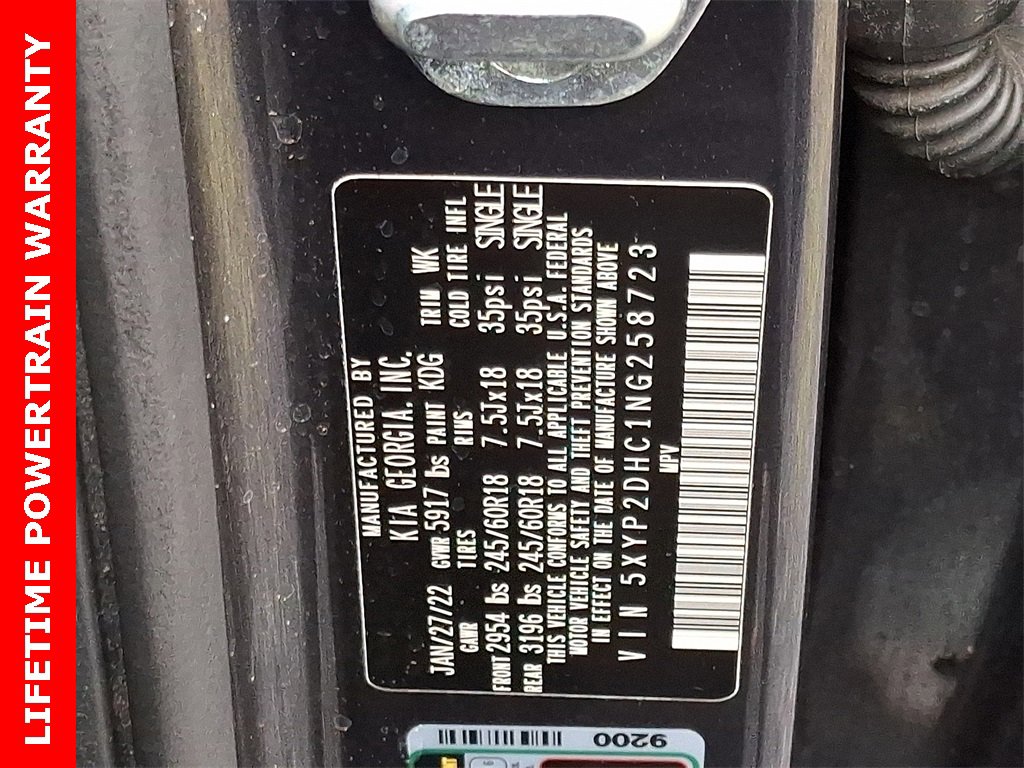 LIFETIME POWERTRAIN WARRANTY
MANUFACTURED BY
KIA GEORGIA, INC.
JAN/27/22 GVWR 5917 lbs PAINT KDG TRIM WK
GAWR TIRES RIMS COLD TIRE INFL
FRONT 2954 lbs 245/60R18 7.5Jx18 35psi SINGLE
REAR 3196 lbs 245/60R18 7.5Jx18 35psi SINGLE
THIS VEHICLE CONFORMS TO ALL APPLICABLE U.S.A. FEDERAL
MOTOR VEHICLE SAFETY AND THEFT PREVENTION STANDARDS
IN EFFECT ON THE DATE OF MANUFACTURE SHOWN ABOVE
VIN 5XYP2DHC1NG258723
MPV
9200